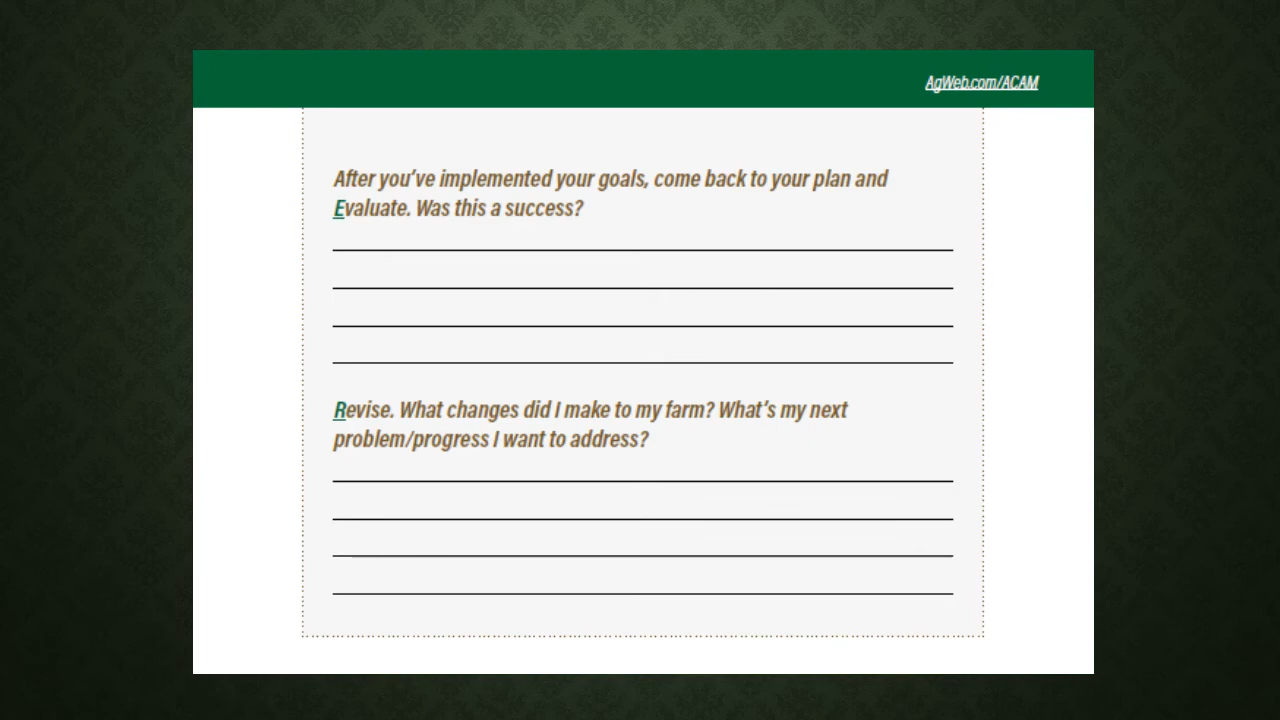 AgWeb.com/ACAM
After you’ve implemented your goals, come back to your plan and
Evaluate. Was this a success?
Revise. What changes did I make to my farm? What’s my next
problem/progress I want to address?